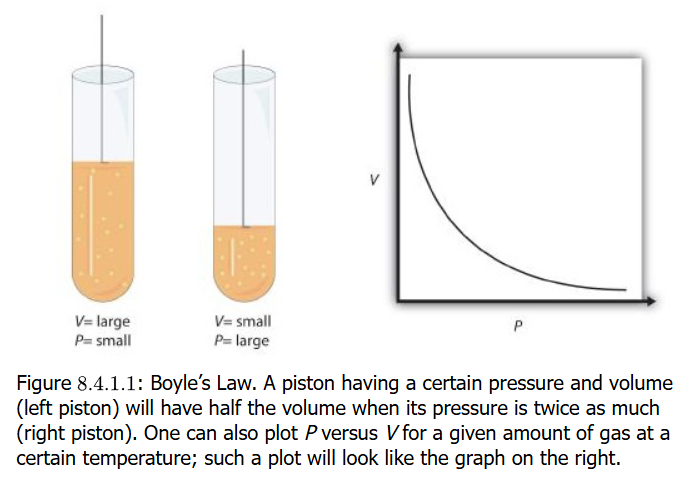 V= large
P= small
V= small
P= large
V
P
Figure 8.4.1.1: Boyle’s Law. A piston having a certain pressure and volume
(left piston) will have half the volume when its pressure is twice as much
(right piston). One can also plot P versus V for a given amount of gas at a
certain temperature; such a plot will look like the graph on the right.